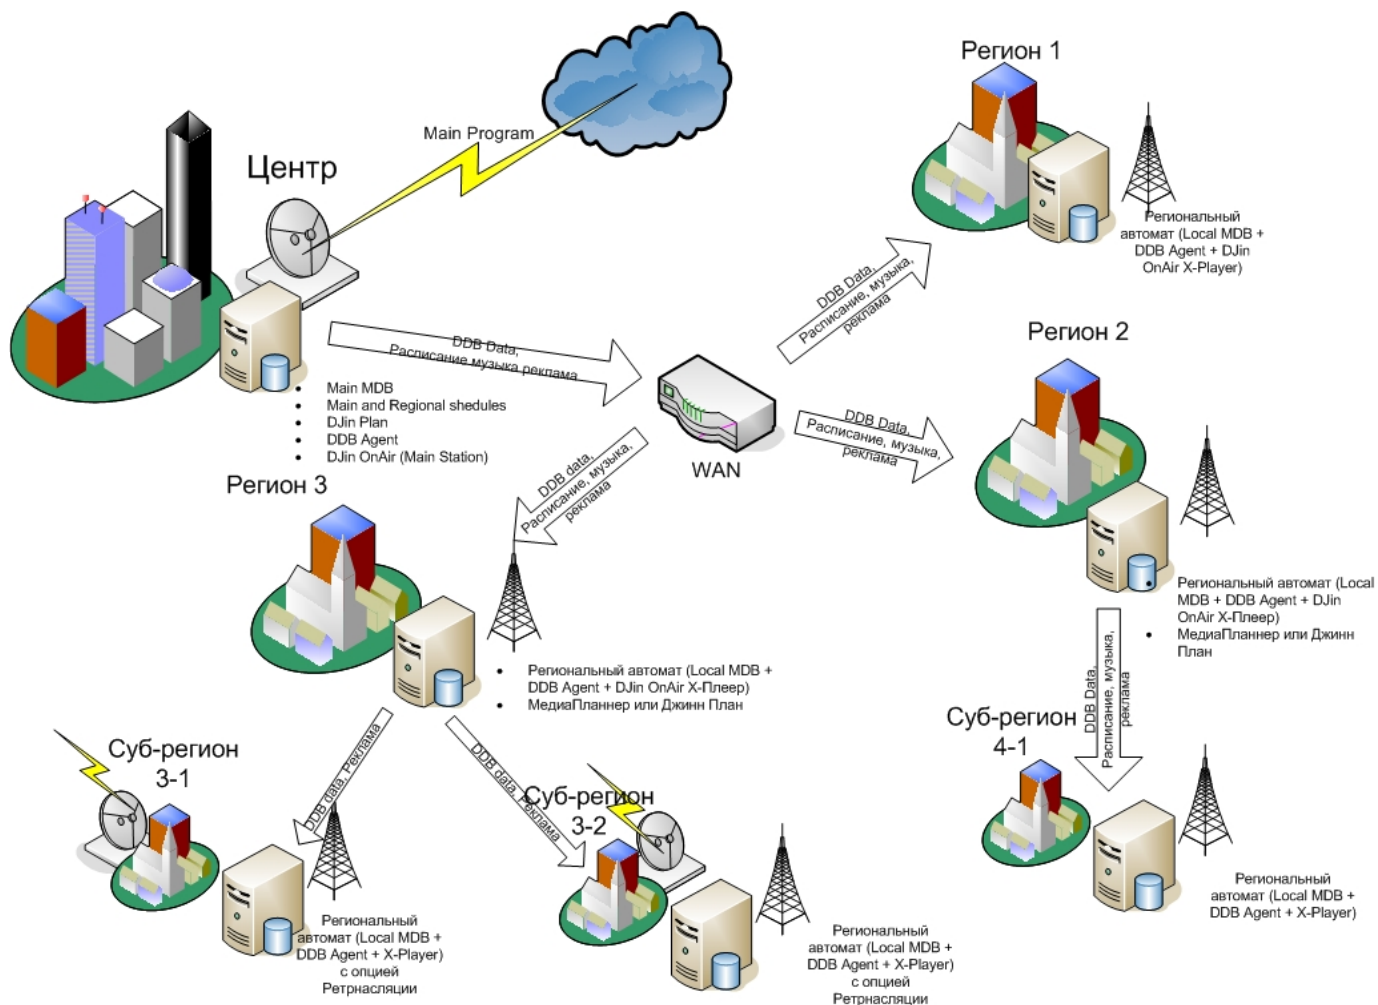 Регион 1
Main Program
Центр
Региональный
автомат (Local MDB +
DDB Agent + DJin
OnAir X-Player)
DDB Data,
Расписание, музыка,
реклама
Регион 2
DDB Data,
Расписание музыка реклама
Main MDB
Main and Regional shedules
DJin Plan
DDB Agent
DJin OnAir (Main Station)
WAN
DDB Data,
Расписание, музыка,
реклама
Регион 3
DDB data,
Расписание, музыка,
реклама
Региональный автомат (Local
MDB + DDB Agent + DJin
OnAir X-Плеер)
МедиаПланнер или Джинн
План
Региональный автомат (Local MDB +
DDB Agent + DJin OnAir X-Плеер)
МедиаПланнер или Джинн План
DDB Data,
Расписание, музыка,
реклама
Суб-регион
4-1
Суб-регион
3-1
DDB data, Реклама
DDB data, Реклама
Суб-регион
3-2
Региональный
автомат (Local MDB +
DDB Agent + X-Player)
Региональный
автомат (Local MDB +
DDB Agent + X-Player)
с опцией
Ретрнасляции
Региональный
автомат (Local MDB +
DDB Agent + X-Player)
с опцией
Ретрнасляции